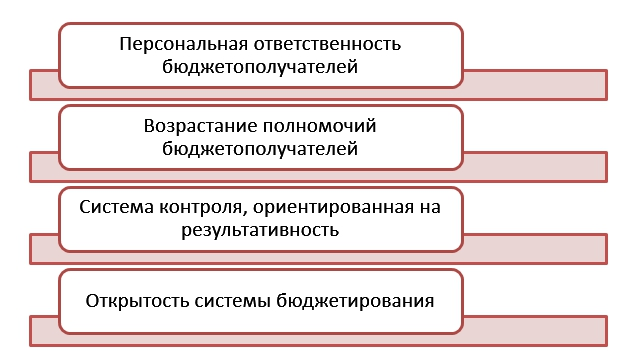 Персональная ответственность
бюджетополучателей
Возрастание полномочий
бюджетополучателей
Система контроля, ориентированная на
результативность
Открытость системы бюджетирования